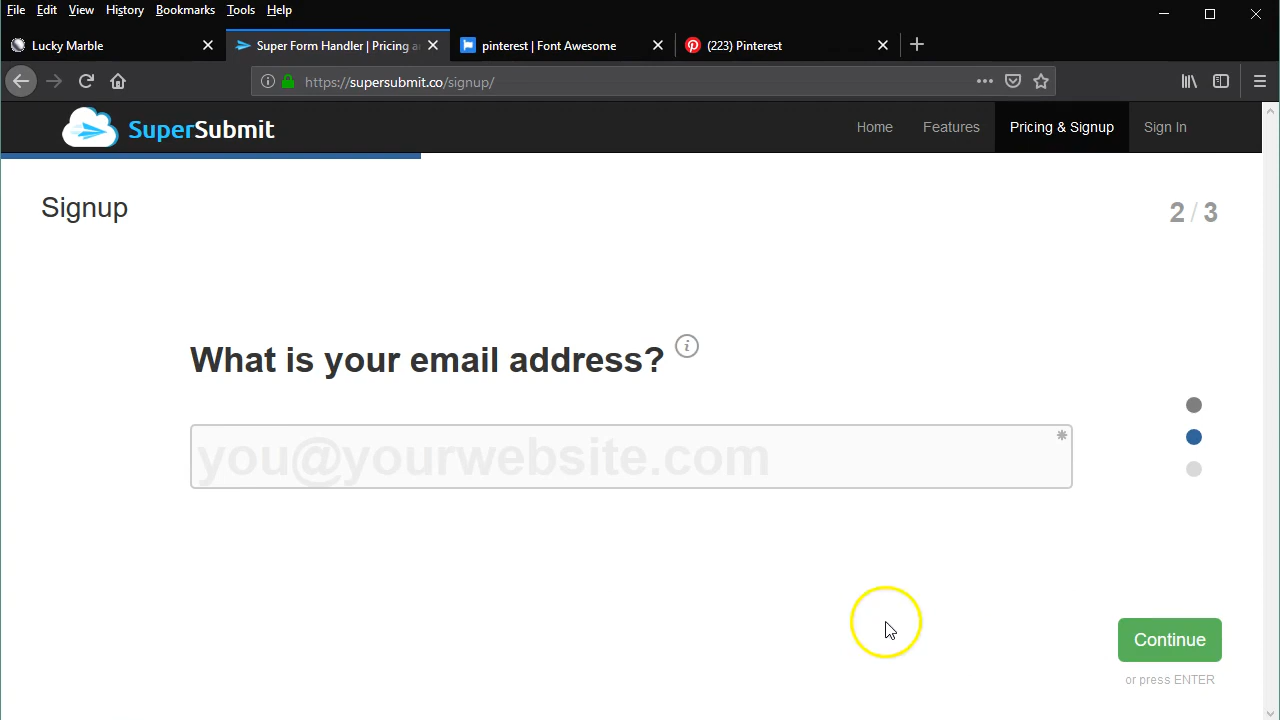 File Edit View History Bookmarks Tools Help
Lucky Marble
Super Form Handler | Pricing a
pinterest | Font Awesome
(223) Pinterest
https://supersubmit.co/signup/
SuperSubmit
Home
Features
Pricing & Signup
Sign In
Signup
2 / 3
What is your email address?
you@yourwebsite.com
Continue
or press ENTER